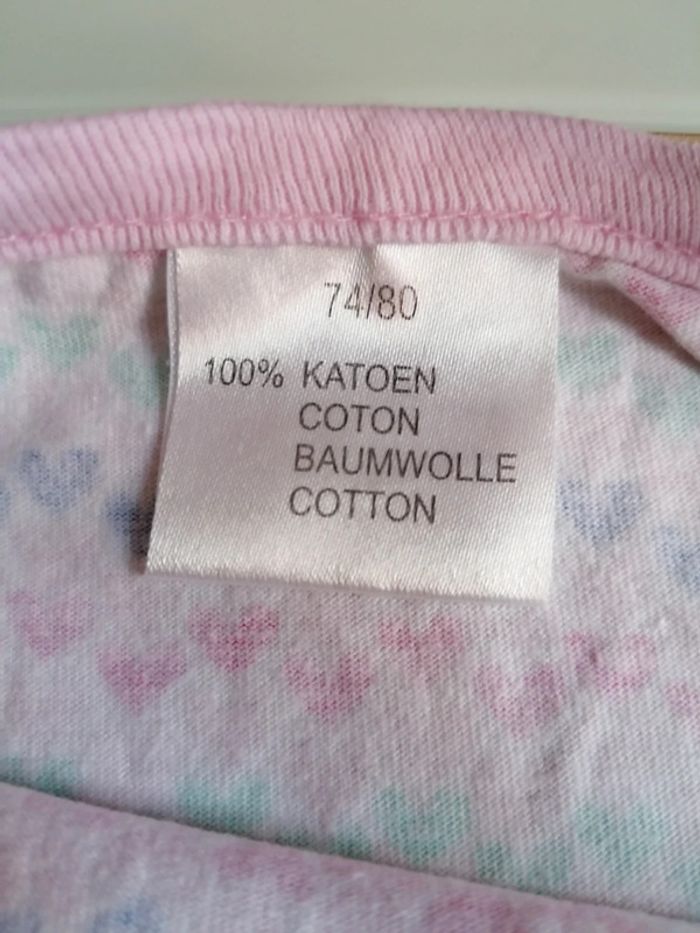 74/80
100% KATOEN
COTON
BAUMWOLLE
COTTON